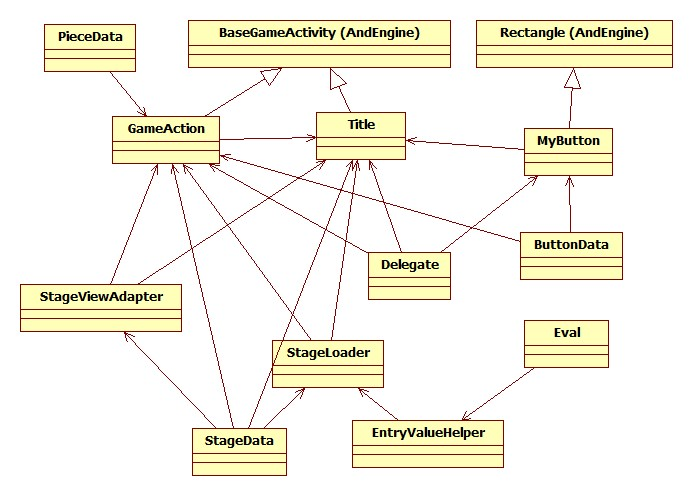 PieceData
BaseGameActivity (AndEngine)
Rectangle (AndEngine)
GameAction
Title
MyButton
ButtonData
Delegate
StageViewAdapter
StageLoader
Eval
StageData
EntryValueHelper